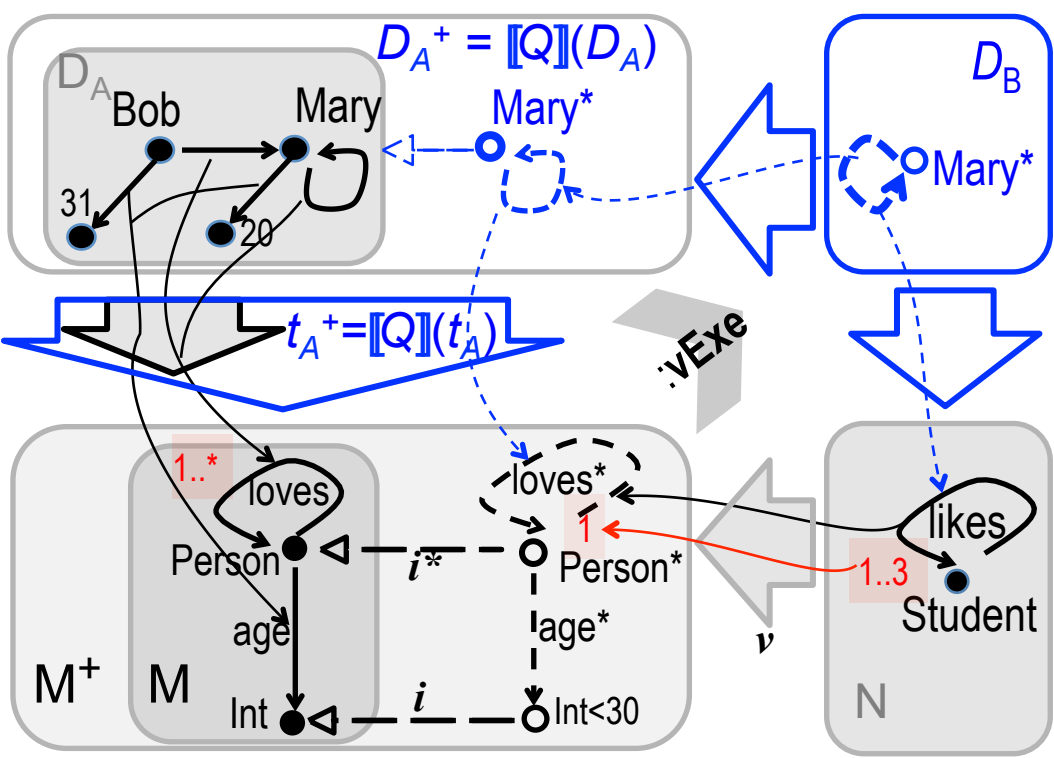 D_A^+ = ⟦Q⟧(D_A)
D_B
D_A
Bob
Mary
Mary*
Mary*
31
20
t_A^+=⟦Q⟧(t_A)
:vExe
1..*
loves
loves*
likes
1
1..3
Person
i*
Person*
Student
age
age*
v
M^+
M
Int
i
Int<30
N